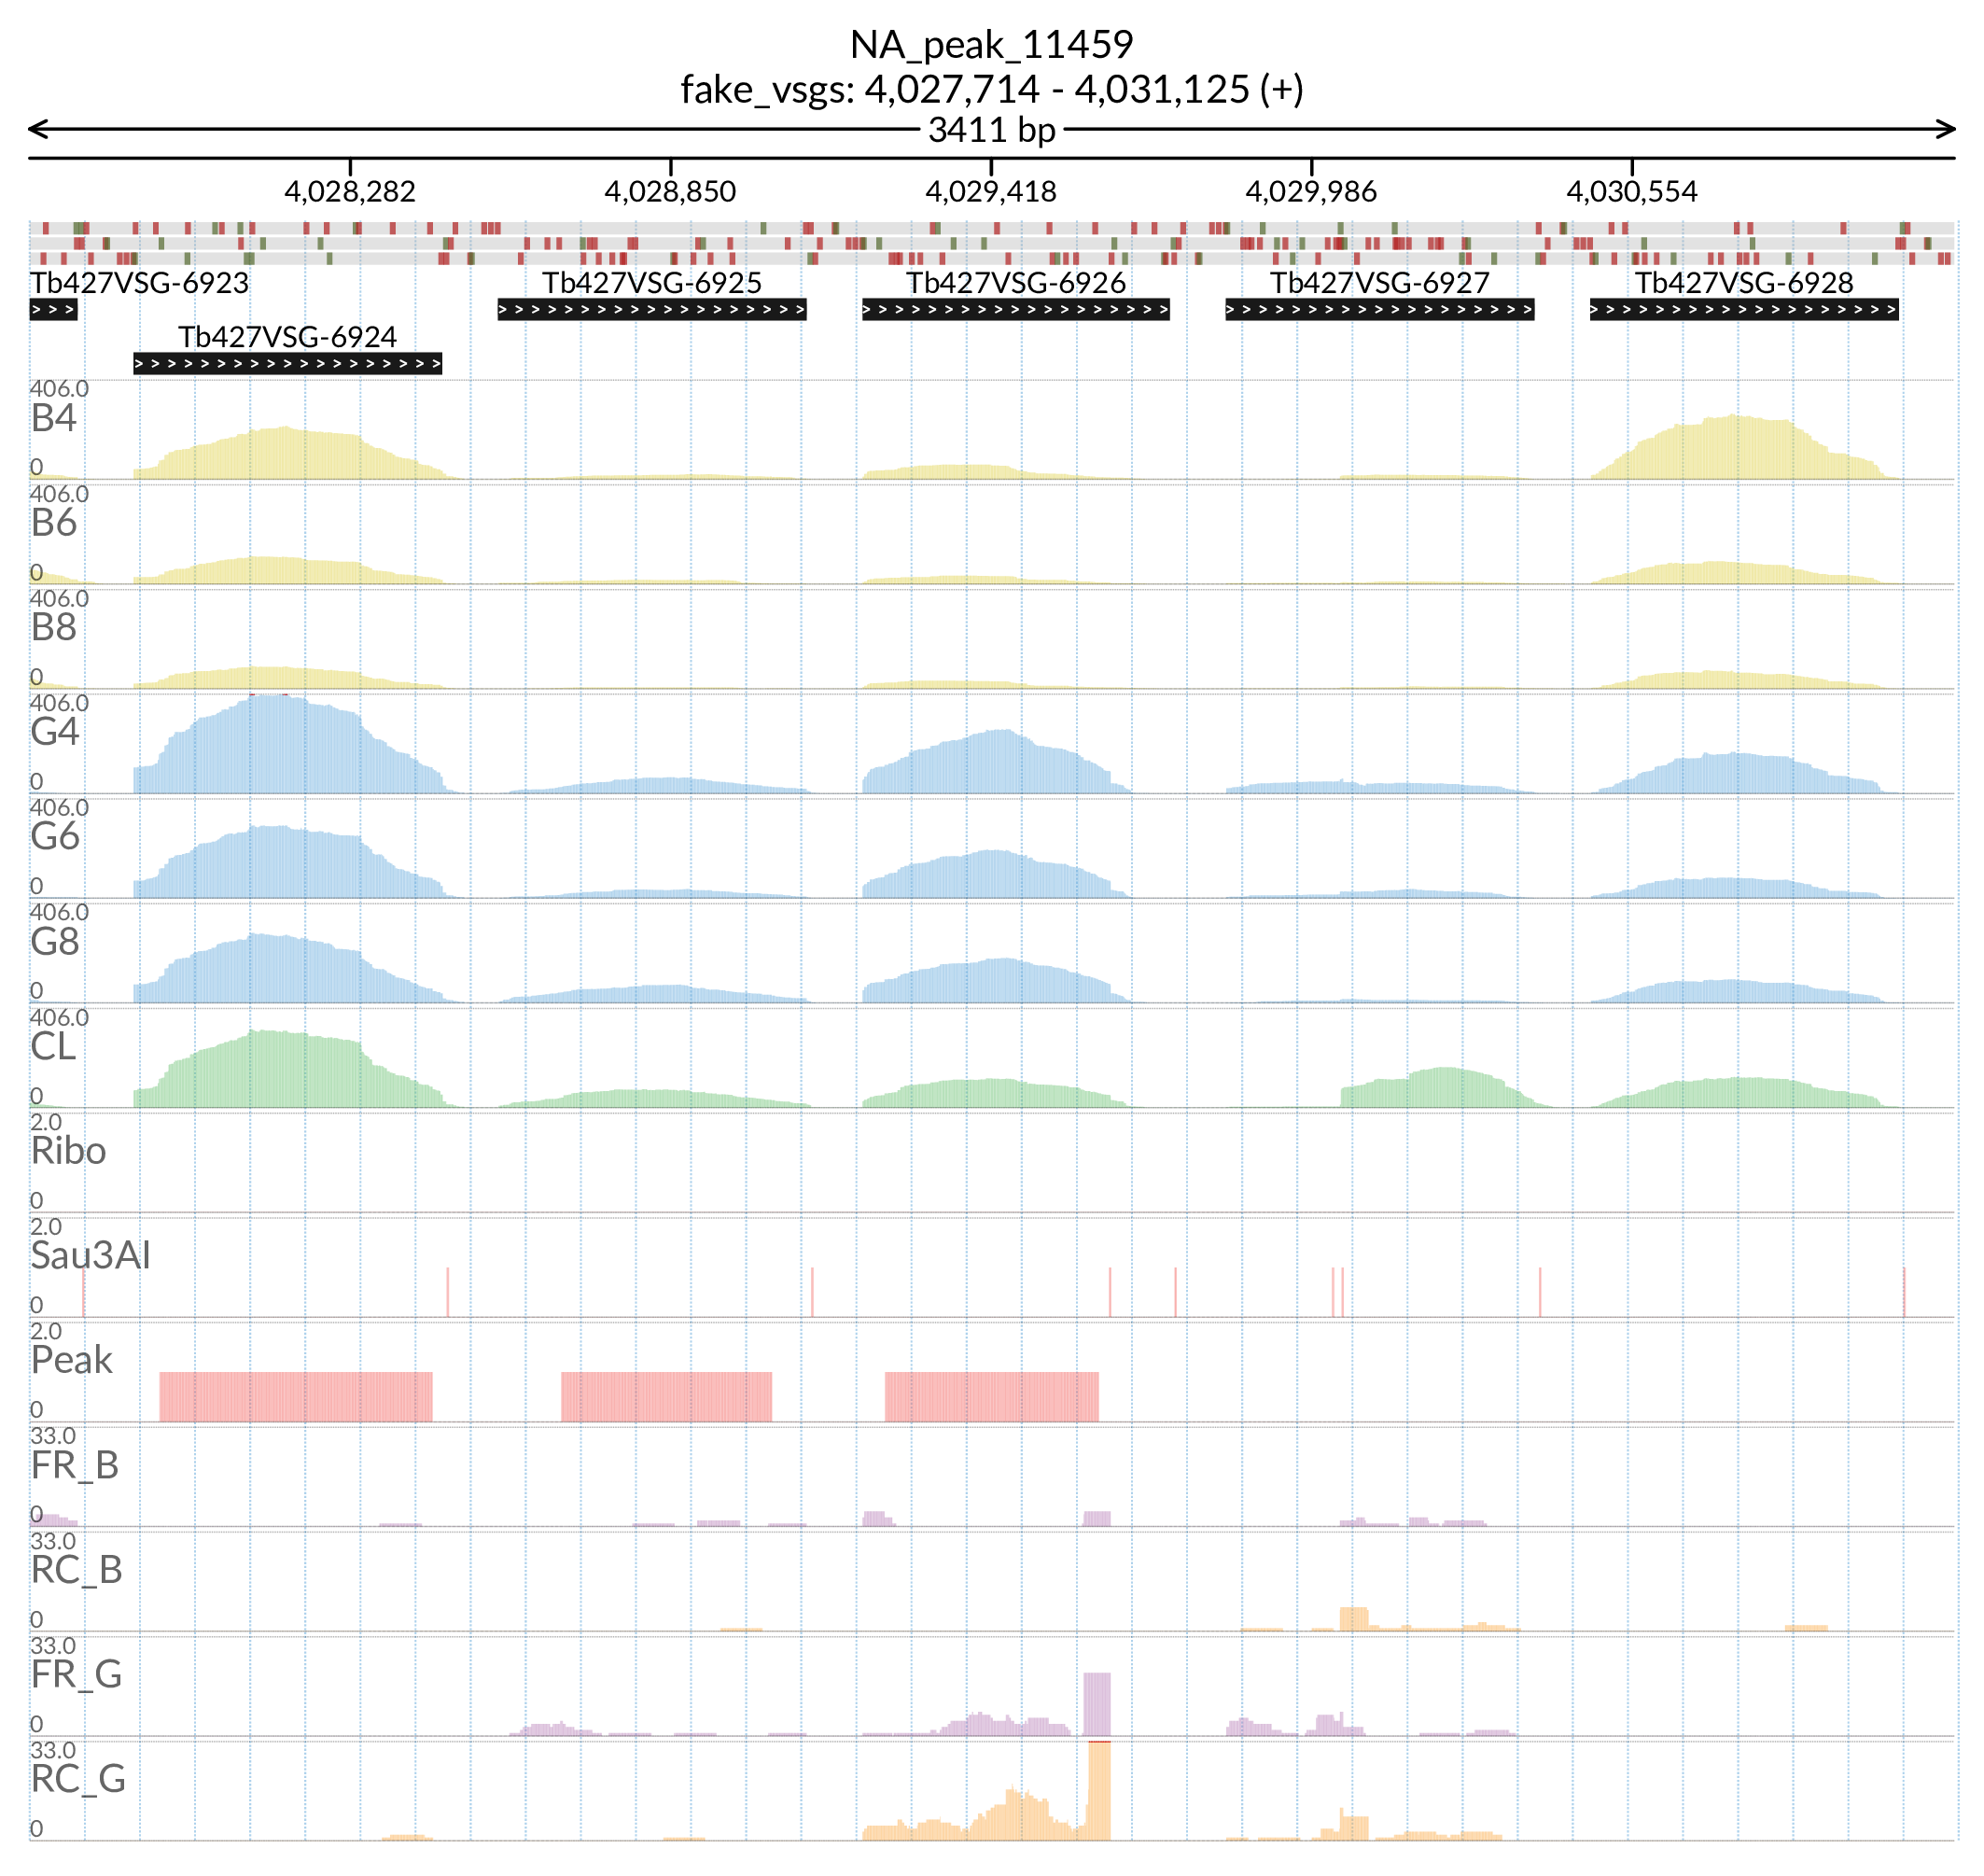 NA_peak_11459
fake_vsgs: 4,027,714 - 4,031,125 (+)
3411 bp
4,028,282 4,028,850 4,029,418 4,029,986 4,030,554
Tb427VSG-6923 Tb427VSG-6925 Tb427VSG-6926 Tb427VSG-6927 Tb427VSG-6928
Tb427VSG-6924
406.0
B4
0
406.0
B6
0
406.0
B8
0
406.0
G4
0
406.0
G6
0
406.0
G8
0
406.0
CL
0
2.0
Ribo
0
2.0
Sau3AI
0
2.0
Peak
0
33.0
FR_B
0
33.0
RC_B
0
33.0
FR_G
0
33.0
RC_G
0